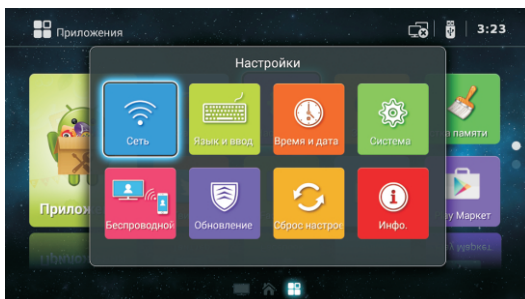 Приложения
3:23
Настройки
Сеть
Язык и ввод
Время и дата
Система
а памяти
Прилож
Беспроводной
Обновление
Сброс настрое
Инфо.
y Маркет